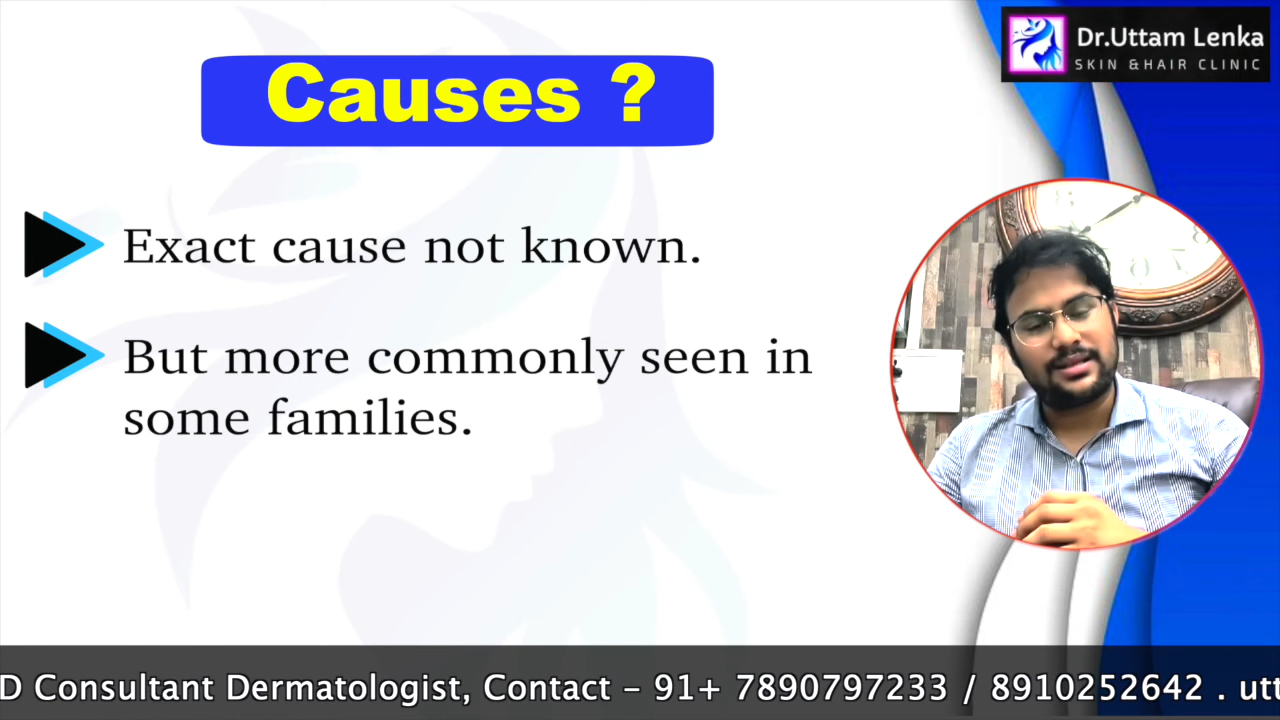 Dr.Uttam Lenka
SKIN &HAIR CLINIC
Causes ?
Exact cause not known.
But more commonly seen in
some families.
D Consultant Dermatologist, Contact – 91+ 7890797233 / 8910252642 . utt